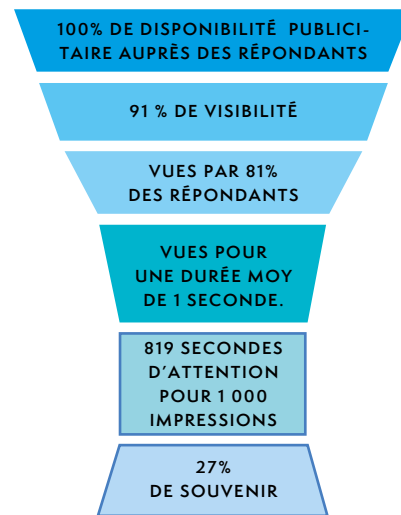 100% DE DISPONIBILITÉ PUBLICI-
TAIRE AUPRÈS DES RÉPONDANTS
91 % DE VISIBILITÉ
VUES PAR 81%
DES RÉPONDANTS
VUES POUR
UNE DURÉE MOY
DE 1 SECONDE.
819 SECONDES
D’ATTENTION
POUR 1 000
IMPRESSIONS
27%
DE SOUVENIR